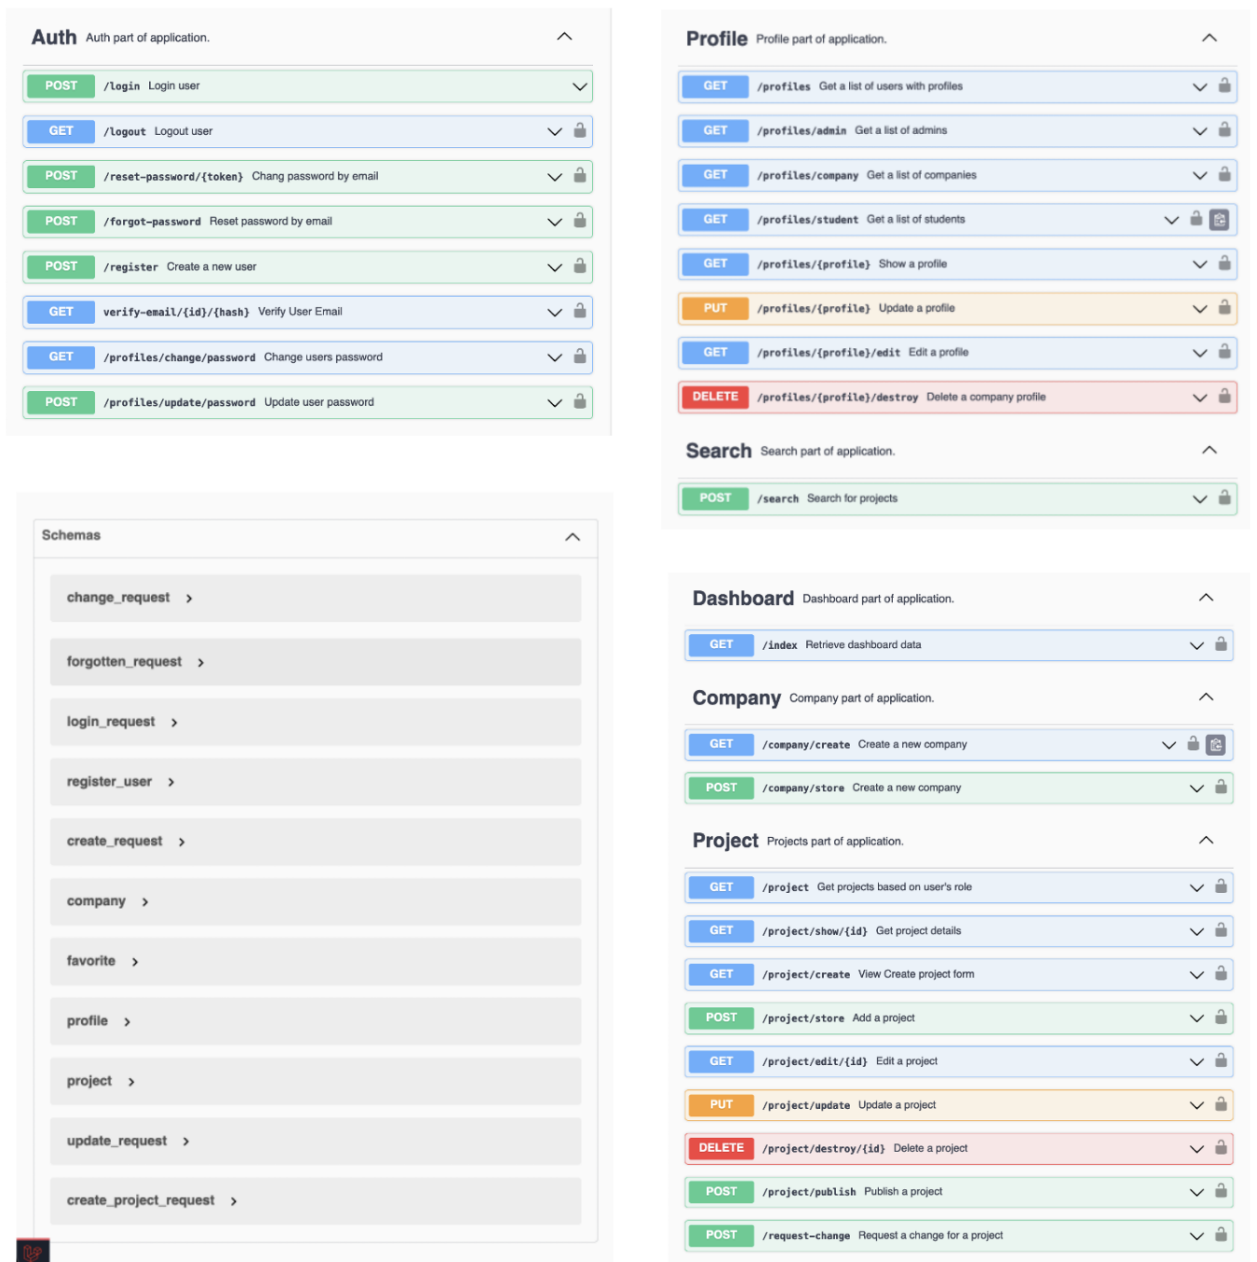 Auth Auth part of application.
POST /login Login user
GET /logout Logout user
POST /reset-password/{token} Chang password by email
POST /forgot-password Reset password by email
POST /register Create a new user
GET verify-email/{id}/{hash} Verify User Email
GET /profiles/change/password Change users password
POST /profiles/update/password Update user password
Profile Profile part of application.
GET /profiles Get a list of users with profiles
GET /profiles/admin Get a list of admins
GET /profiles/company Get a list of companies
GET /profiles/student Get a list of students
GET /profiles/{profile} Show a profile
PUT /profiles/{profile} Update a profile
GET /profiles/{profile}/edit Edit a profile
DELETE /profiles/{profile}/destroy Delete a company profile
Search Search part of application.
POST /search Search for projects
Schemas
change_request
forgotten_request
login_request
register_user
create_request
company
favorite
profile
project
update_request
create_project_request
Dashboard Dashboard part of application.
GET /index Retrieve dashboard data
Company Company part of application.
GET /company/create Create a new company
POST /company/store Create a new company
Project Projects part of application.
GET /project Get projects based on user's role
GET /project/show/{id} Get project details
GET /project/create View Create project form
POST /project/store Add a project
GET /project/edit/{id} Edit a project
PUT /project/update Update a project
DELETE /project/destroy/{id} Delete a project
POST /project/publish Publish a project
POST /request-change Request a change for a project